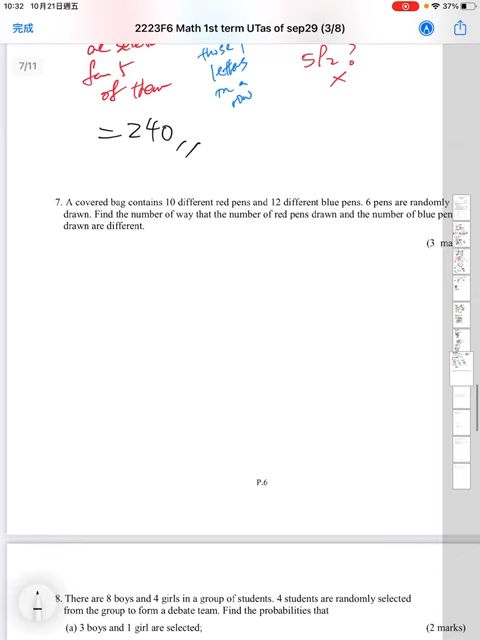 10:32 10月21日週五 37%
完成 2223F6 Math 1st term UTas of sep29 (3/8)
7/11
for 5
of them
those
letters
in a
row
5P2 ?
×
= 240 //
7. A covered bag contains 10 different red pens and 12 different blue pens. 6 pens are randomly
drawn. Find the number of way that the number of red pens drawn and the number of blue pen
drawn are different.
(3 ma
P.6
8. There are 8 boys and 4 girls in a group of students. 4 students are randomly selected
from the group to form a debate team. Find the probabilities that
(a) 3 boys and 1 girl are selected; (2 marks)